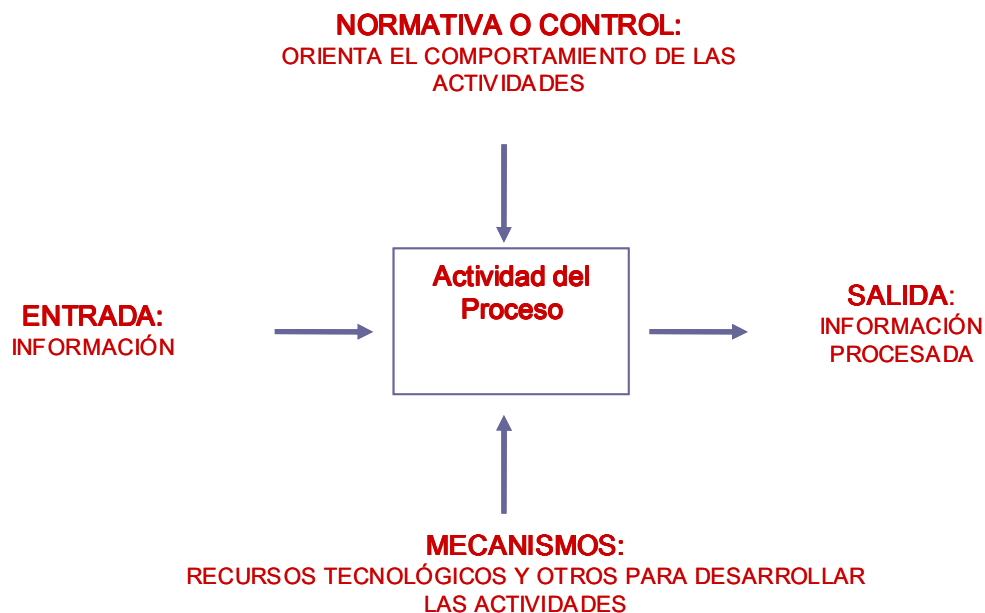 NORMATIVA O CONTROL:
ORIENTA EL COMPORTAMIENTO DE LAS
ACTIVIDADES
Actividad del
Proceso
ENTRADA:
INFORMACIÓN
SALIDA:
INFORMACIÓN
PROCESADA
MECANISMOS:
RECURSOS TECNOLÓGICOS Y OTROS PARA DESARROLLAR
LAS ACTIVIDADES